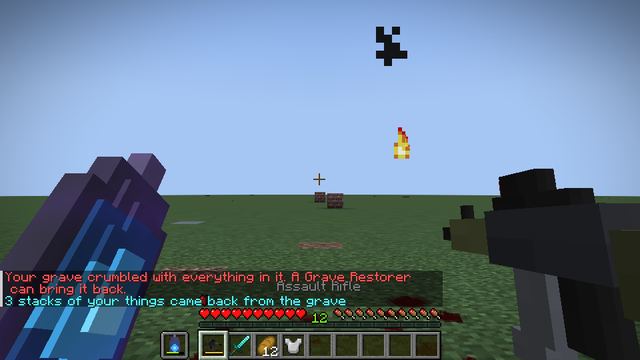 Your grave crumbled with everything in it. A Grave Restorer
can bring it back.
Assault Rifle
3 stacks of your things came back from the grave
12
12